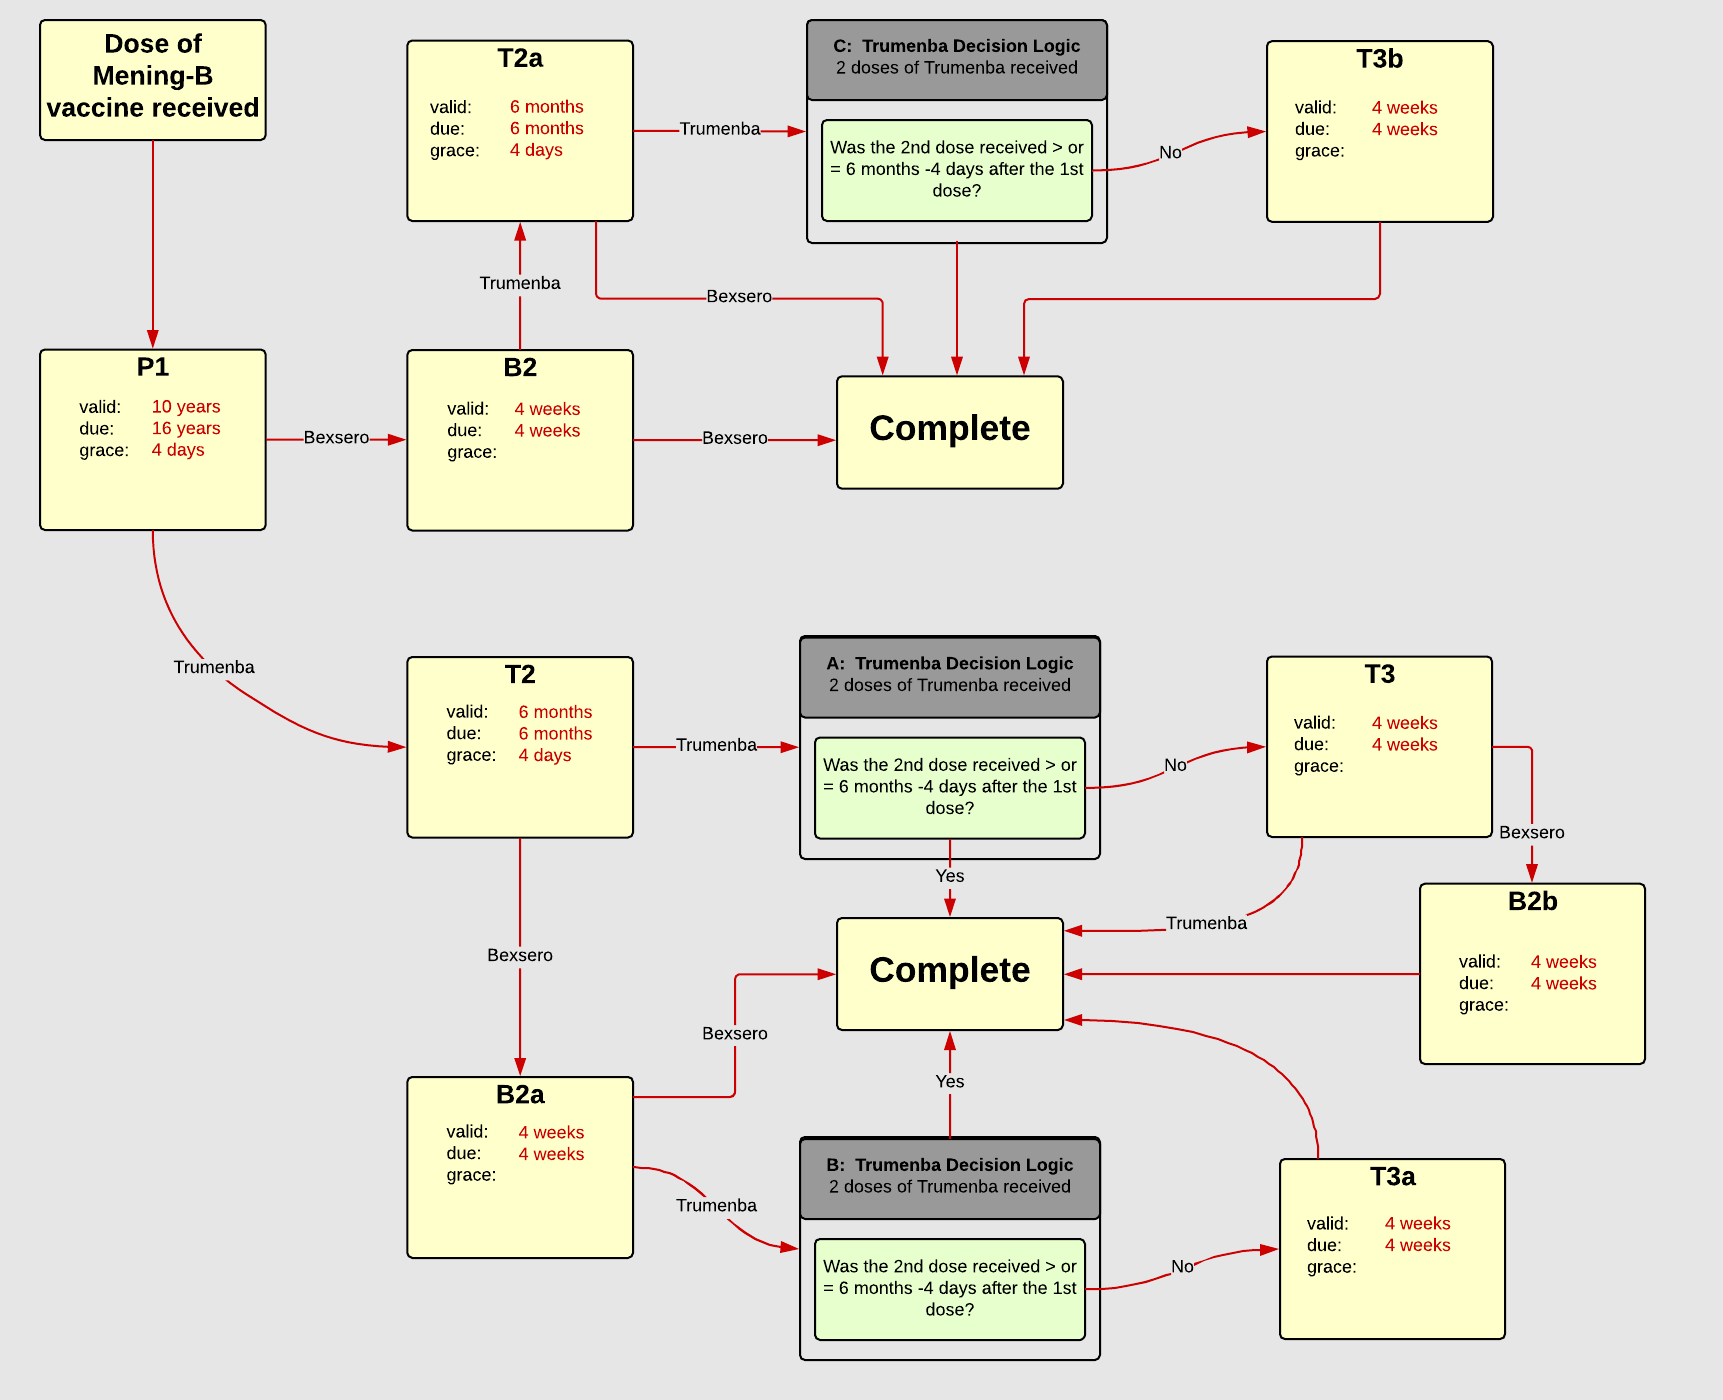 Dose of
Mening-B
vaccine received
T2a
valid: 6 months
due: 6 months
grace: 4 days
Trumenba
C:  Trumenba Decision Logic
2 doses of Trumenba received
Was the 2nd dose received > or
= 6 months -4 days after the 1st
dose?
No
T3b
valid: 4 weeks
due: 4 weeks
grace:
Trumenba
Bexsero
P1
valid: 10 years
due: 16 years
grace: 4 days
Bexsero
B2
valid: 4 weeks
due: 4 weeks
grace:
Bexsero
Complete
Trumenba
T2
valid: 6 months
due: 6 months
grace: 4 days
Trumenba
A:  Trumenba Decision Logic
2 doses of Trumenba received
Was the 2nd dose received > or
= 6 months -4 days after the 1st
dose?
No
T3
valid: 4 weeks
due: 4 weeks
grace:
Bexsero
Yes
Trumenba
B2b
valid: 4 weeks
due: 4 weeks
grace:
Bexsero
Complete
Bexsero
Yes
B2a
valid: 4 weeks
due: 4 weeks
grace:
Trumenba
B:  Trumenba Decision Logic
2 doses of Trumenba received
Was the 2nd dose received > or
= 6 months -4 days after the 1st
dose?
No
T3a
valid: 4 weeks
due: 4 weeks
grace: